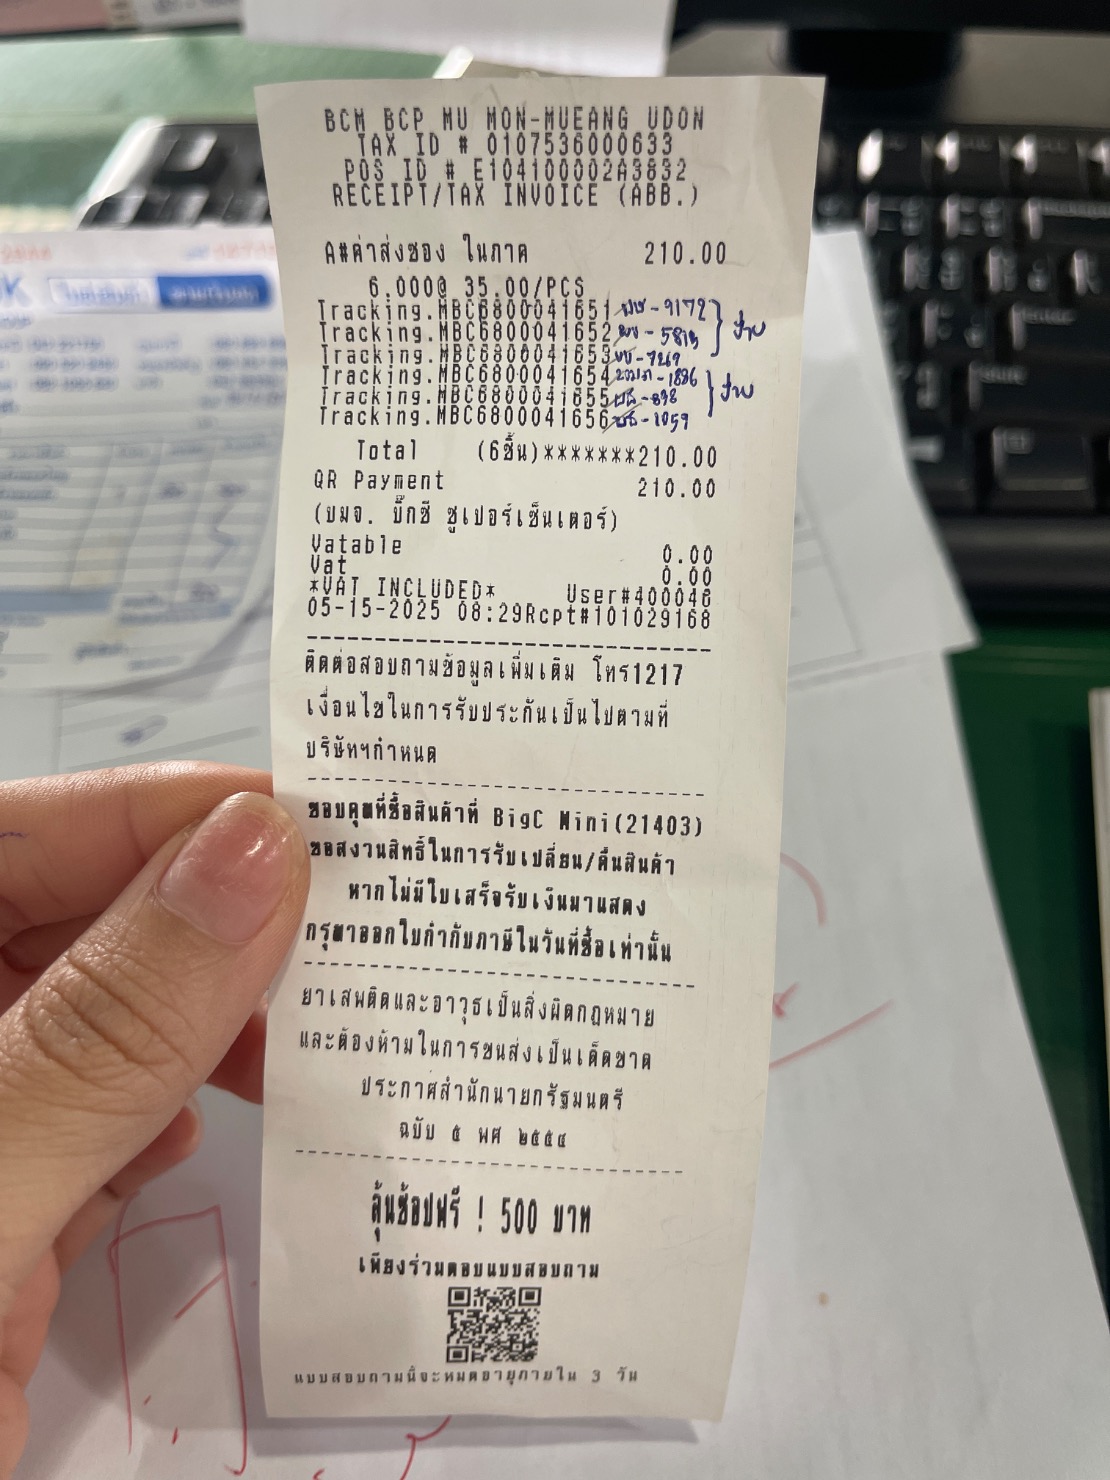 BCM BCP MU MON-MUEANG UDON
TAX ID # 0107536000633
POS ID # E104100002A3832
RECEIPT/TAX INVOICE (ABB.)
A#ค่าส่งซอง ในภาค 210.00
6.000@ 35.00/PCS
Tracking.MBC6800041651 -9172
Tracking.MBC6800041652
Tracking.MBC6800041653
Tracking.MBC6800041654 -1896
Tracking.MBC6800041655 -898
Tracking.MBC6800041656 -1059
Total (6ชิ้น)*******210.00
QR Payment 210.00
(บมจ. บิ๊กซี ซูเปอร์เซ็นเตอร์)
Vatable 0.00
Vat 0.00
*VAT INCLUDED* User#400046
05-15-2025 08:29Rcpt#101029168
ติดต่อสอบถามข้อมูลเพิ่มเติม โทร1217
เงื่อนไขในการรับประกันเป็นไปตามที่
บริษัทฯกำหนด
ขอบคุณที่ซื้อสินค้าที่ BigC Mini(21403)
ขอสงวนสิทธิ์ในการรับเปลี่ยน/คืนสินค้า
หากไม่มีใบเสร็จรับเงินมาแสดง
กรุณาออกใบกำกับภาษีในวันที่ซื้อเท่านั้น
ยาเสพติดและอาวุธเป็นสิ่งผิดกฎหมาย
และต้องห้ามในการขนส่งเป็นเด็ดขาด
ประกาศสำนักนายกรัฐมนตรี
ฉบับ ๕ พศ ๒๕๕๔
ลุ้นช้อปฟรี ! 500 บาท
เพียงร่วมตอบแบบสอบถาม
แบบสอบถามนี้จะหมดอายุภายใน 3 วัน